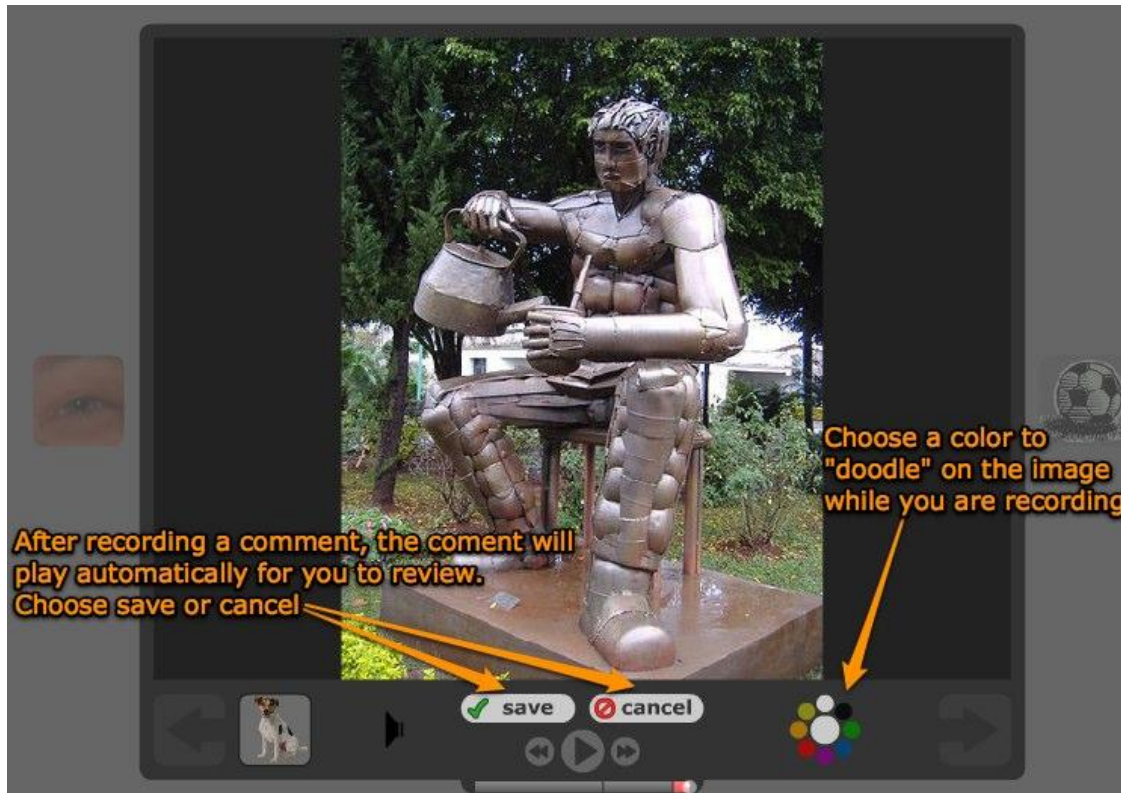 Choose a color to
"doodle" on the image
while you are recording
After recording a comment, the coment will
play automatically for you to review.
Choose save or cancel
save
cancel